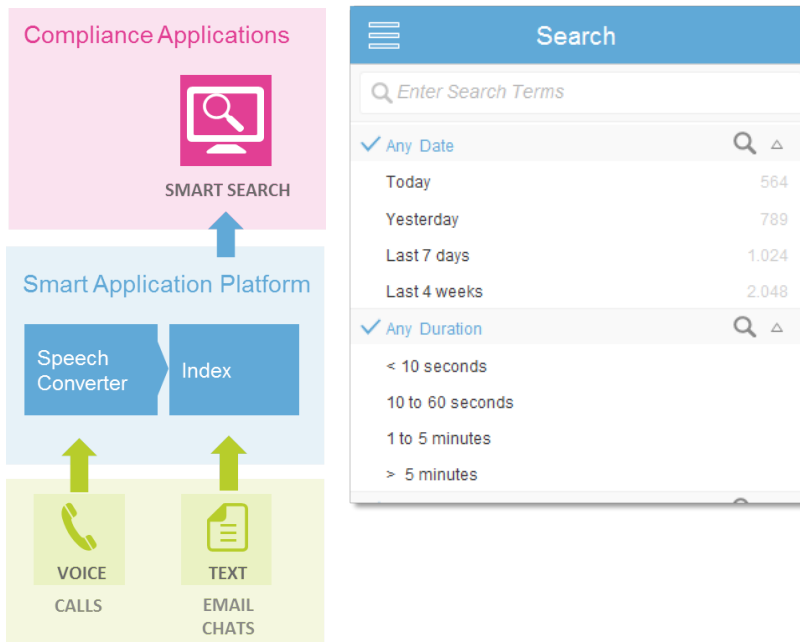 Compliance Applications
SMART SEARCH
Smart Application Platform
Speech
Converter
Index
VOICE
TEXT
CALLS
EMAIL
CHATS
Search
Enter Search Terms
Any Date
Today 564
Yesterday 789
Last 7 days 1.024
Last 4 weeks 2.048
Any Duration
< 10 seconds
10 to 60 seconds
1 to 5 minutes
> 5 minutes